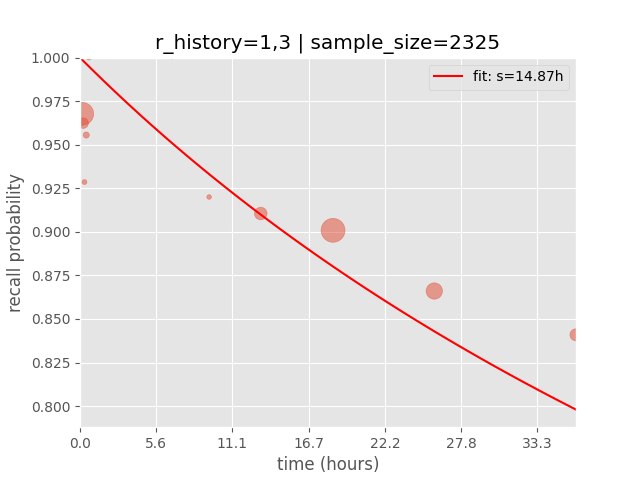 r_history=1,3 | sample_size=2325
fit: s=14.87h
1.000
0.975
0.950
0.925
0.900
0.875
0.850
0.825
0.800
recall probability
0.0 5.6 11.1 16.7 22.2 27.8 33.3
time (hours)